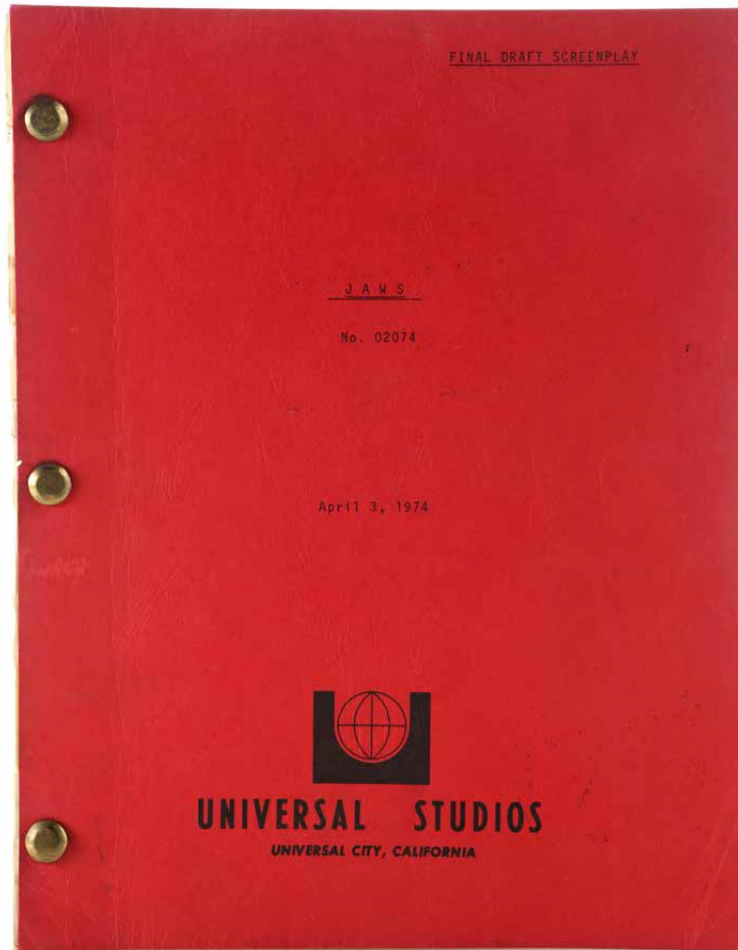 FINAL DRAFT SCREENPLAY
J A W S
No. 02074
April 3, 1974
UNIVERSAL STUDIOS
UNIVERSAL CITY, CALIFORNIA